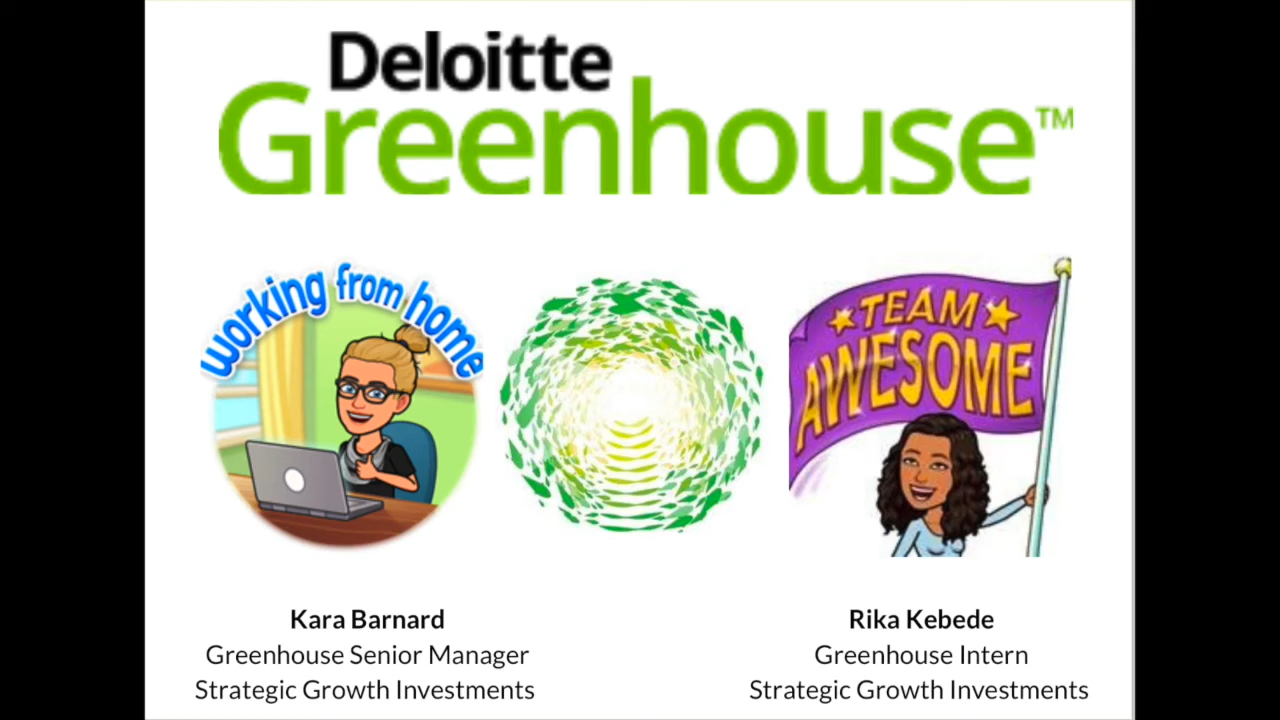 Deloitte
Greenhouse™
working from home
TEAM
AWESOME
Kara Barnard
Greenhouse Senior Manager
Strategic Growth Investments
Rika Kebede
Greenhouse Intern
Strategic Growth Investments